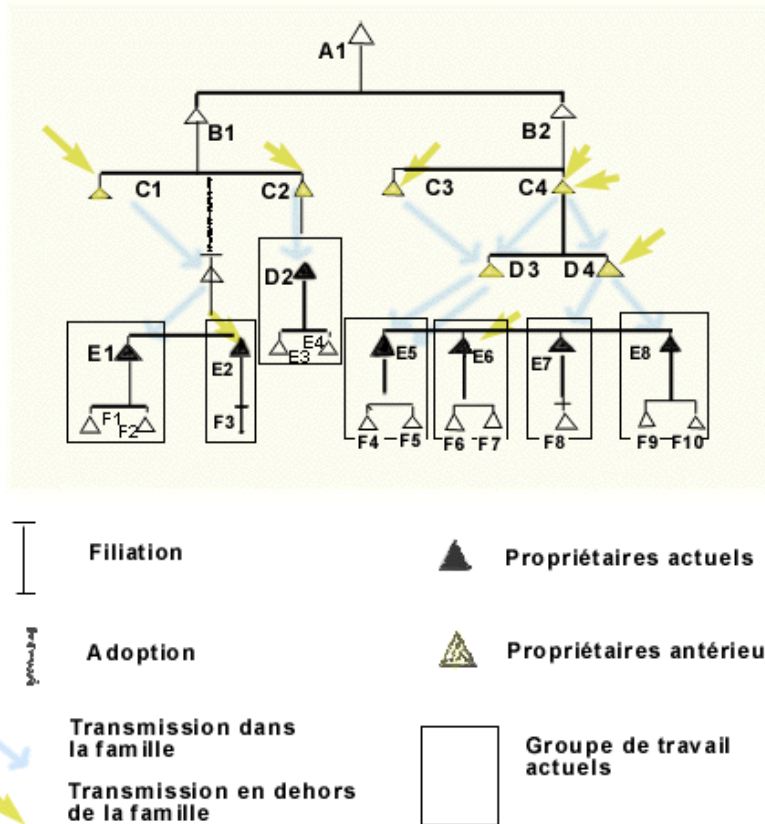 A1
B1
B2
C1
C2
C3
C4
D2
D3 D4
E3
E4
E1
E2
E5
E6
E7
E8
F1
F2
F3
F4
F5
F6
F7
F8
F9
F10
Filiation
Propriétaires actuels
Adoption
Propriétaires antérieu
Transmission dans
la famille
Groupe de travail
actuels
Transmission en dehors
de la famille